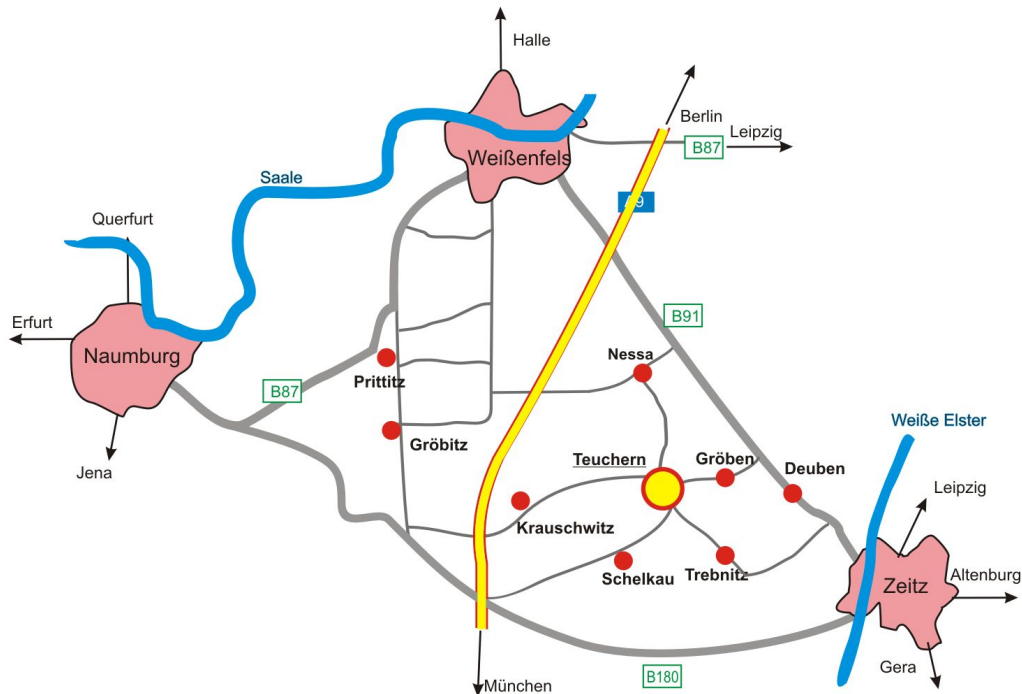 Halle
Berlin
Leipzig
B87
Weißenfels
Saale
A9
Querfurt
Erfurt
Naumburg
B91
Nessa
Prittitz
B87
Weiße Elster
Gröbitz
Teuchern
Gröben
Deuben
Jena
Leipzig
Krauschwitz
Schelkau
Trebnitz
Zeitz
Altenburg
Gera
B180
München